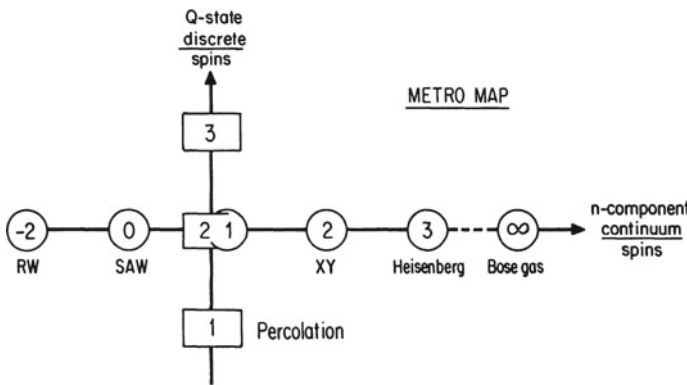 Q-state
discrete
spins
METRO MAP
3
-2
0
2
1
2
3
∞
n-component
continuum
spins
RW
SAW
XY
Heisenberg
Bose gas
1
Percolation